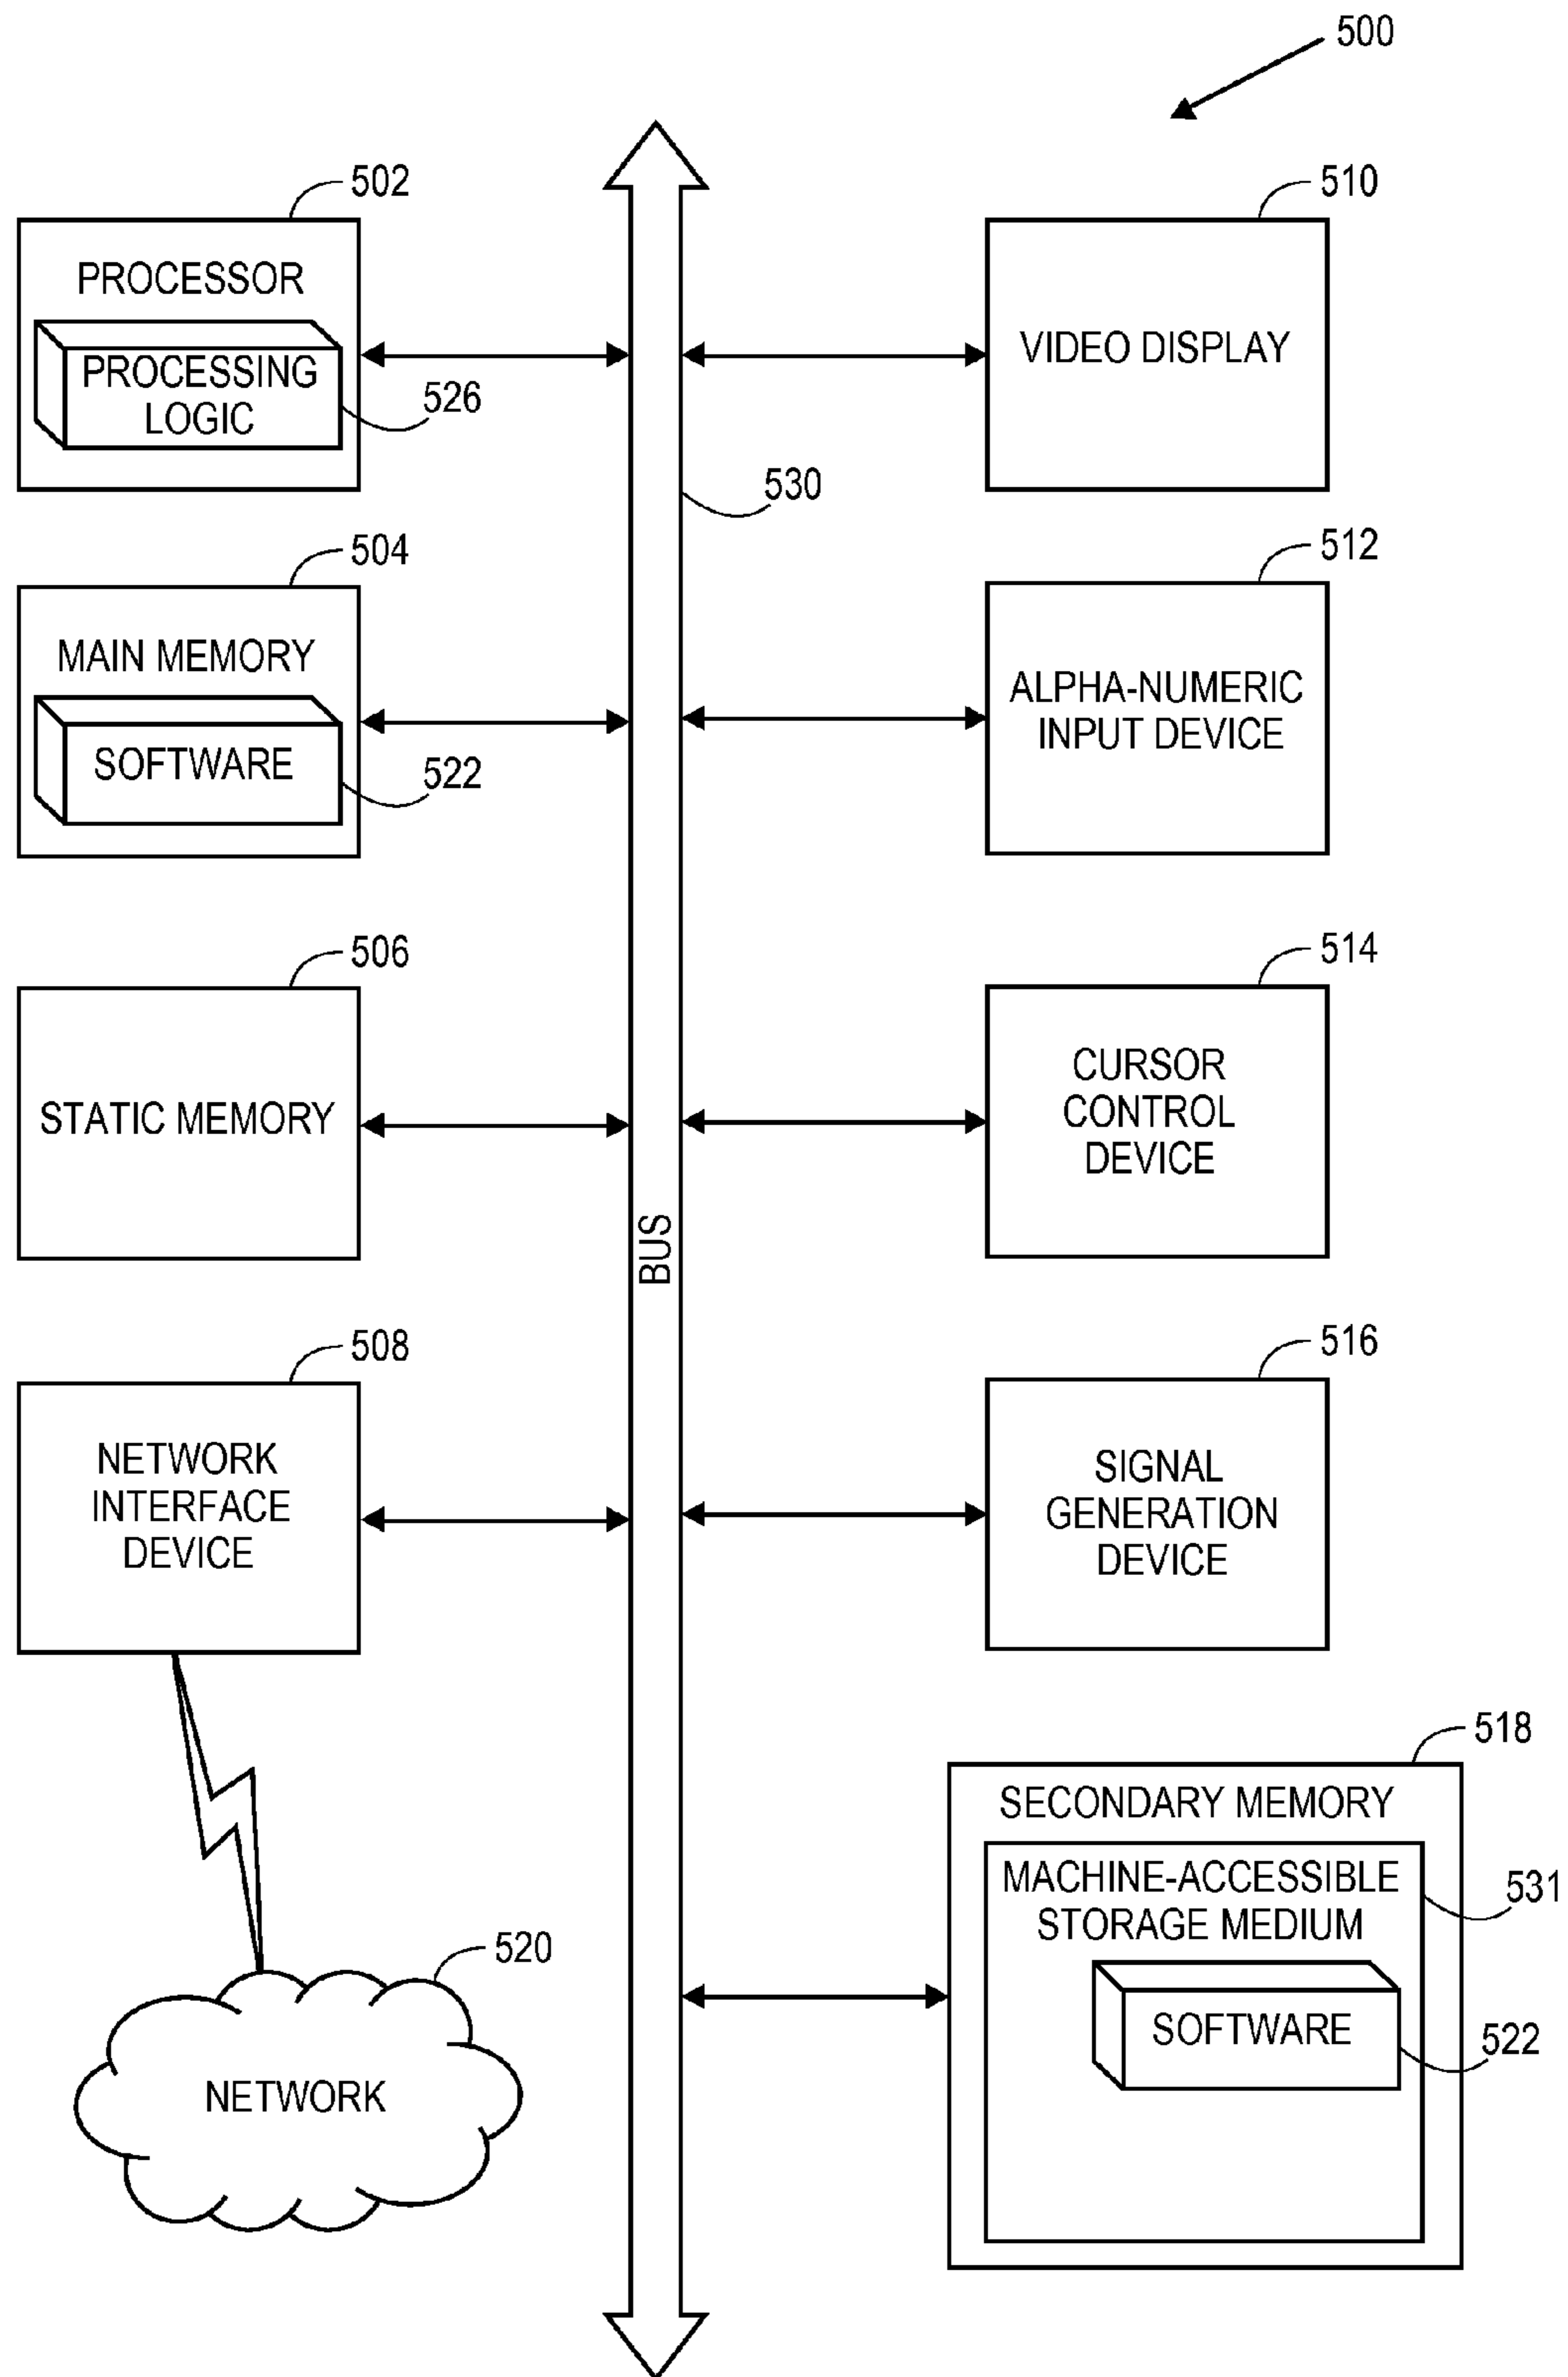 500
502
PROCESSOR
PROCESSING
LOGIC
526
510
VIDEO DISPLAY
530
504
MAIN MEMORY
SOFTWARE
522
512
ALPHA-NUMERIC
INPUT DEVICE
506
STATIC MEMORY
514
CURSOR
CONTROL
DEVICE
BUS
508
NETWORK
INTERFACE
DEVICE
516
SIGNAL
GENERATION
DEVICE
518
SECONDARY MEMORY
MACHINE-ACCESSIBLE
STORAGE MEDIUM
531
SOFTWARE
522
520
NETWORK